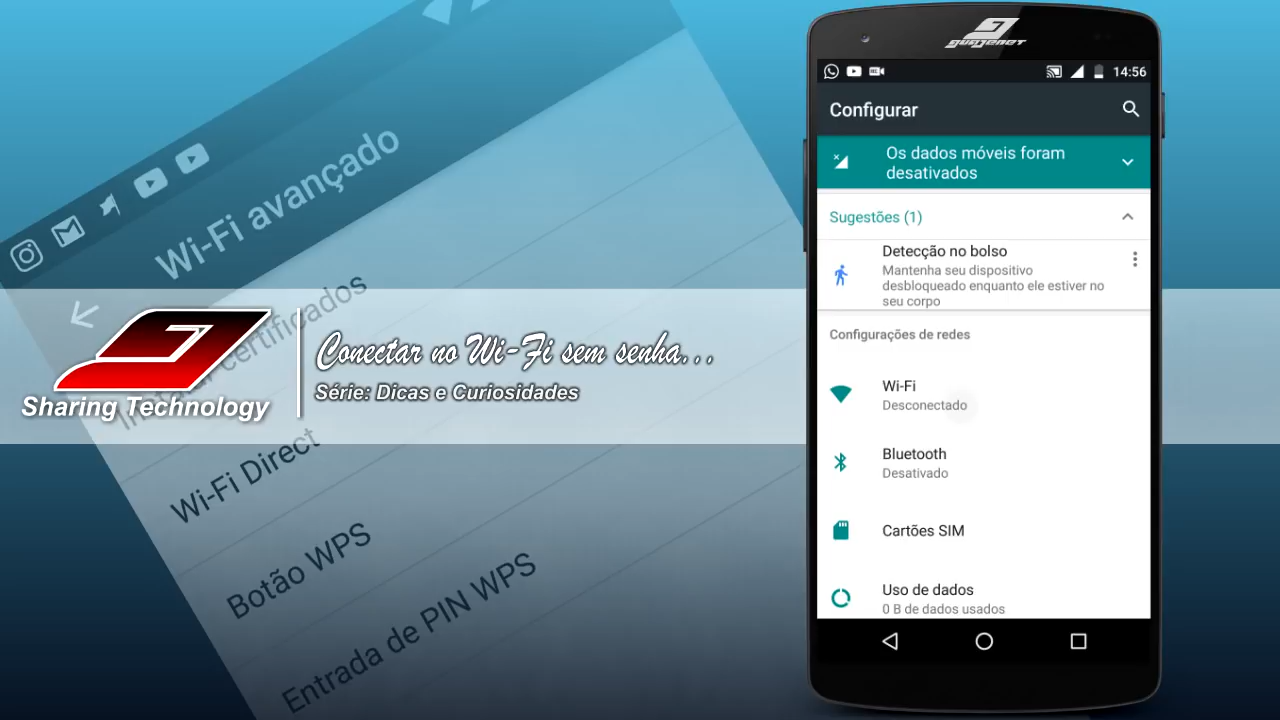 Wi-Fi avançado
Instalar certificados
Wi-Fi Direct
Botão WPS
Entrada de PIN WPS
Sharing Technology
Conectar no Wi-Fi sem senha...
Série: Dicas e Curiosidades
guajenet
14:56
Configurar
Os dados móveis foram
desativados
Sugestões (1)
Detecção no bolso
Mantenha seu dispositivo
desbloqueado enquanto ele estiver no
seu corpo
Configurações de redes
Wi-Fi
Desconectado
Bluetooth
Desativado
Cartões SIM
Uso de dados
0 B de dados usados